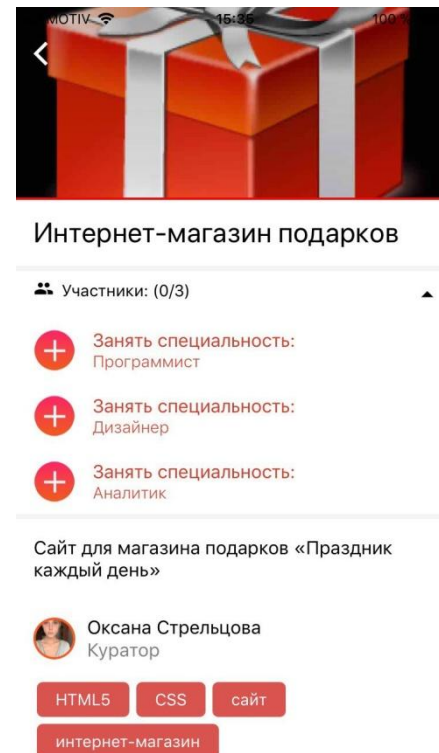 MOTIV 15:35 100 %
Интернет-магазин подарков
Участники: (0/3)
Занять специальность:
Программист
Занять специальность:
Дизайнер
Занять специальность:
Аналитик
Сайт для магазина подарков «Праздник
каждый день»
Оксана Стрельцова
Куратор
HTML5 CSS сайт
интернет-магазин